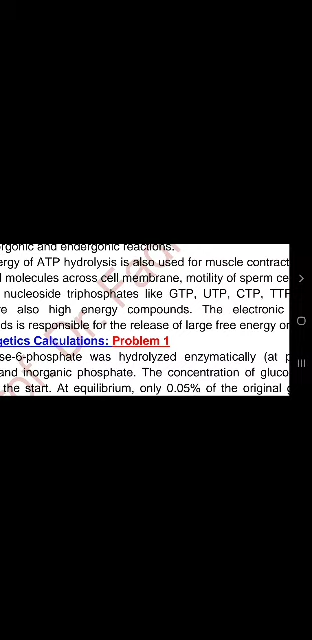 ergonic and endergonic reactions.
ergy of ATP hydrolysis is also used for muscle contract
l molecules across cell membrane, motility of sperm ce
nucleoside triphosphates like GTP, UTP, CTP, TTP
re also high energy compounds. The electronic
ds is responsible for the release of large free energy on
getics Calculations: Problem 1
se-6-phosphate was hydrolyzed enzymatically (at p
and inorganic phosphate. The concentration of gluco
the start. At equilibrium, only 0.05% of the original g